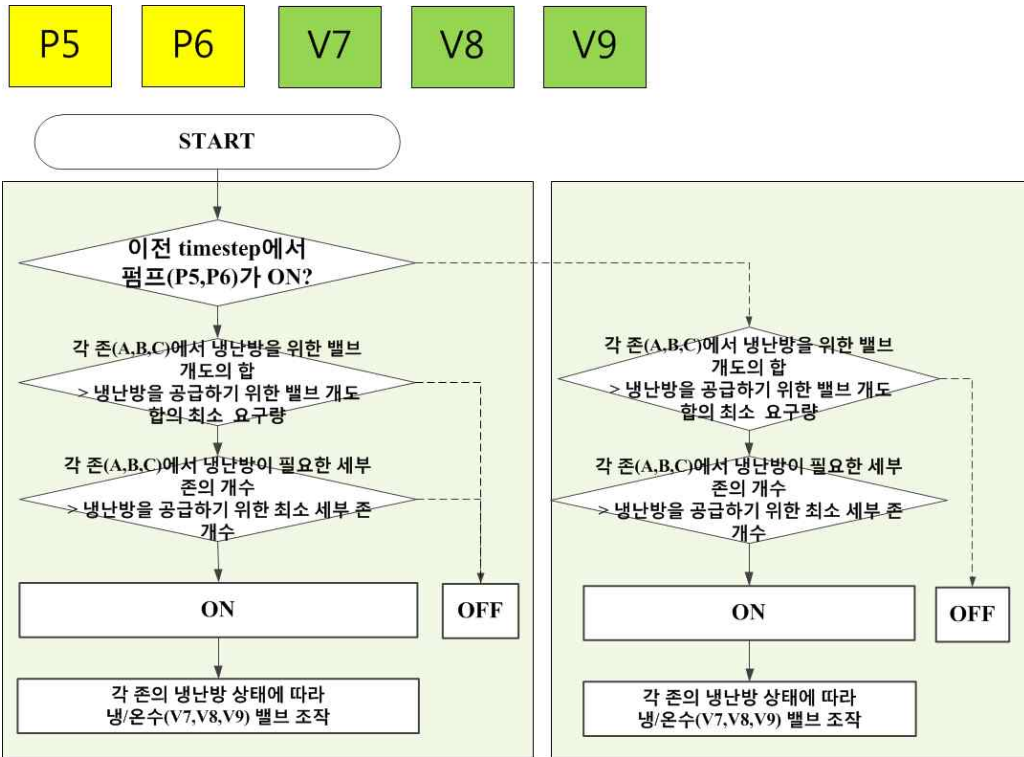 P5
P6
V7
V8
V9
START
이전 timestep에서
펌프(P5,P6)가 ON?
각 존(A,B,C)에서 냉난방을 위한 밸브
개도의 합
> 냉난방을 공급하기 위한 밸브 개도
합의 최소 요구량
각 존(A,B,C)에서 냉난방이 필요한 세부
존의 개수
> 냉난방을 공급하기 위한 최소 세부 존
개수
ON
OFF
각 존의 냉난방 상태에 따라
냉/온수(V7,V8,V9) 밸브 조작
각 존(A,B,C)에서 냉난방을 위한 밸브
개도의 합
> 냉난방을 공급하기 위한 밸브 개도
합의 최소 요구량
각 존(A,B,C)에서 냉난방이 필요한 세부
존의 개수
> 냉난방을 공급하기 위한 최소 세부 존
개수
ON
OFF
각 존의 냉난방 상태에 따라
냉/온수(V7,V8,V9) 밸브 조작